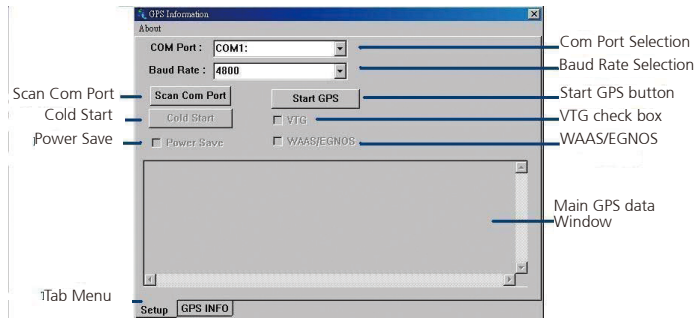 GPS Information
About
COM Port : COM1:
Com Port Selection
Baud Rate : 4800
Baud Rate Selection
Scan Com Port
Scan Com Port
Start GPS
Start GPS button
Cold Start
Cold Start
VTG
VTG check box
Power Save
Power Save
WAAS/EGNOS
WAAS/EGNOS
Main GPS data
Window
Tab Menu
Setup
GPS INFO